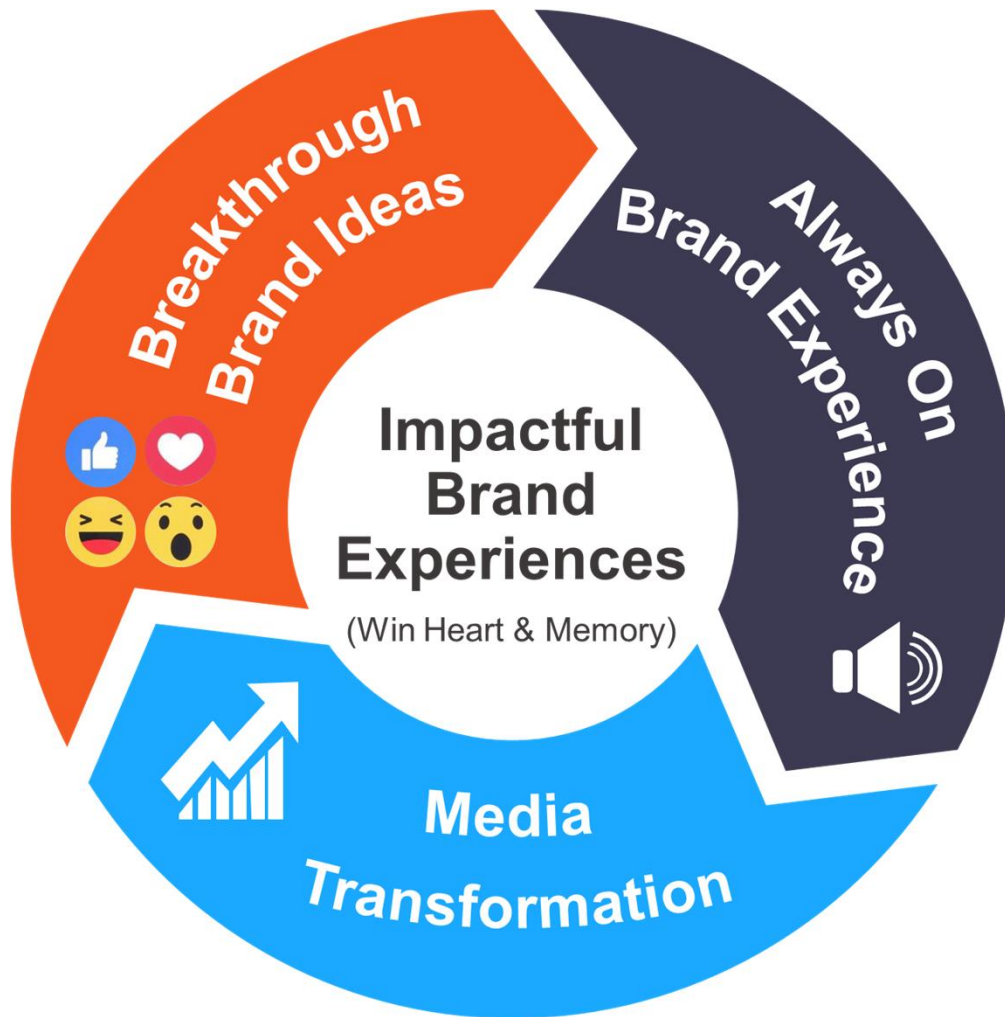 Breakthrough
Brand Ideas
Always On
Brand Experience
Impactful
Brand
Experiences
(Win Heart & Memory)
Media
Transformation